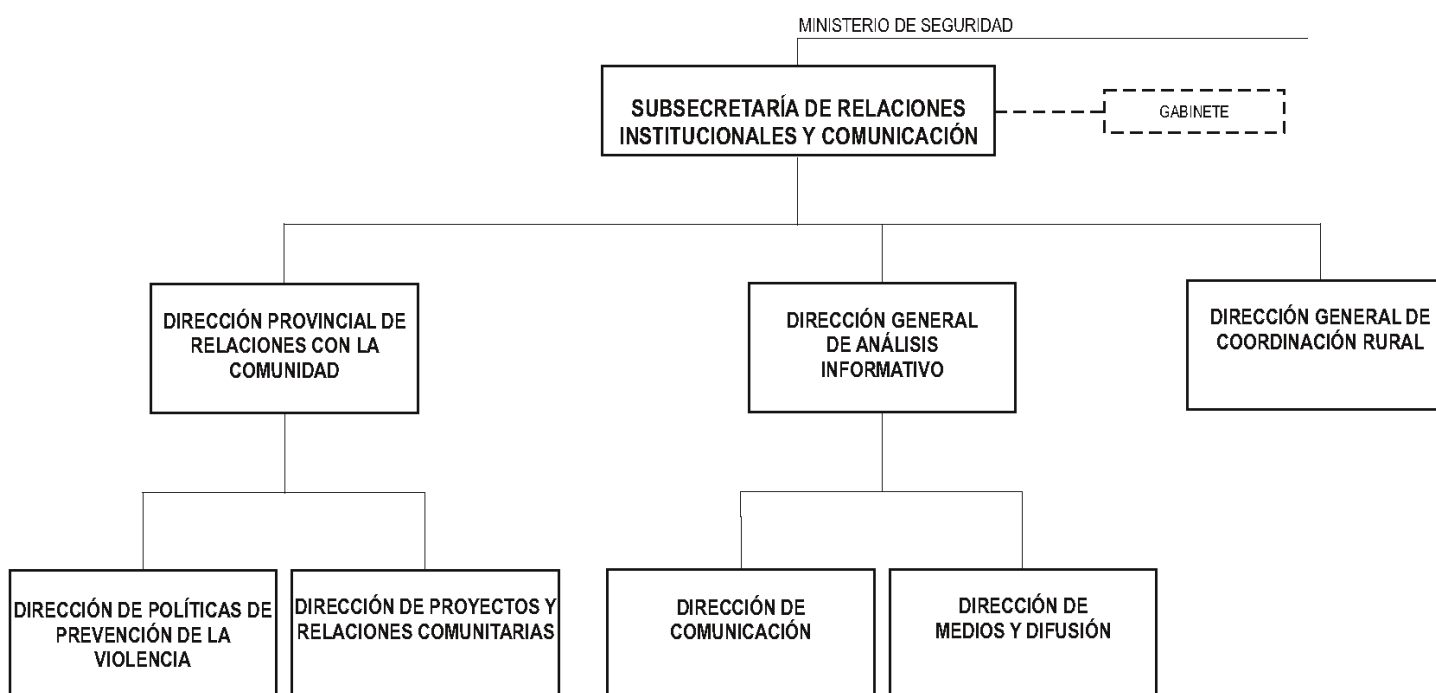 MINISTERIO DE SEGURIDAD
SUBSECRETARÍA DE RELACIONES
INSTITUCIONALES Y COMUNICACIÓN
GABINETE
DIRECCIÓN PROVINCIAL DE
RELACIONES CON LA
COMUNIDAD
DIRECCIÓN GENERAL
DE ANÁLISIS
INFORMATIVO
DIRECCIÓN GENERAL DE
COORDINACIÓN RURAL
DIRECCIÓN DE POLÍTICAS DE
PREVENCIÓN DE LA
VIOLENCIA
DIRECCIÓN DE PROYECTOS Y
RELACIONES COMUNITARIAS
DIRECCIÓN DE
COMUNICACIÓN
DIRECCIÓN DE
MEDIOS Y DIFUSIÓN